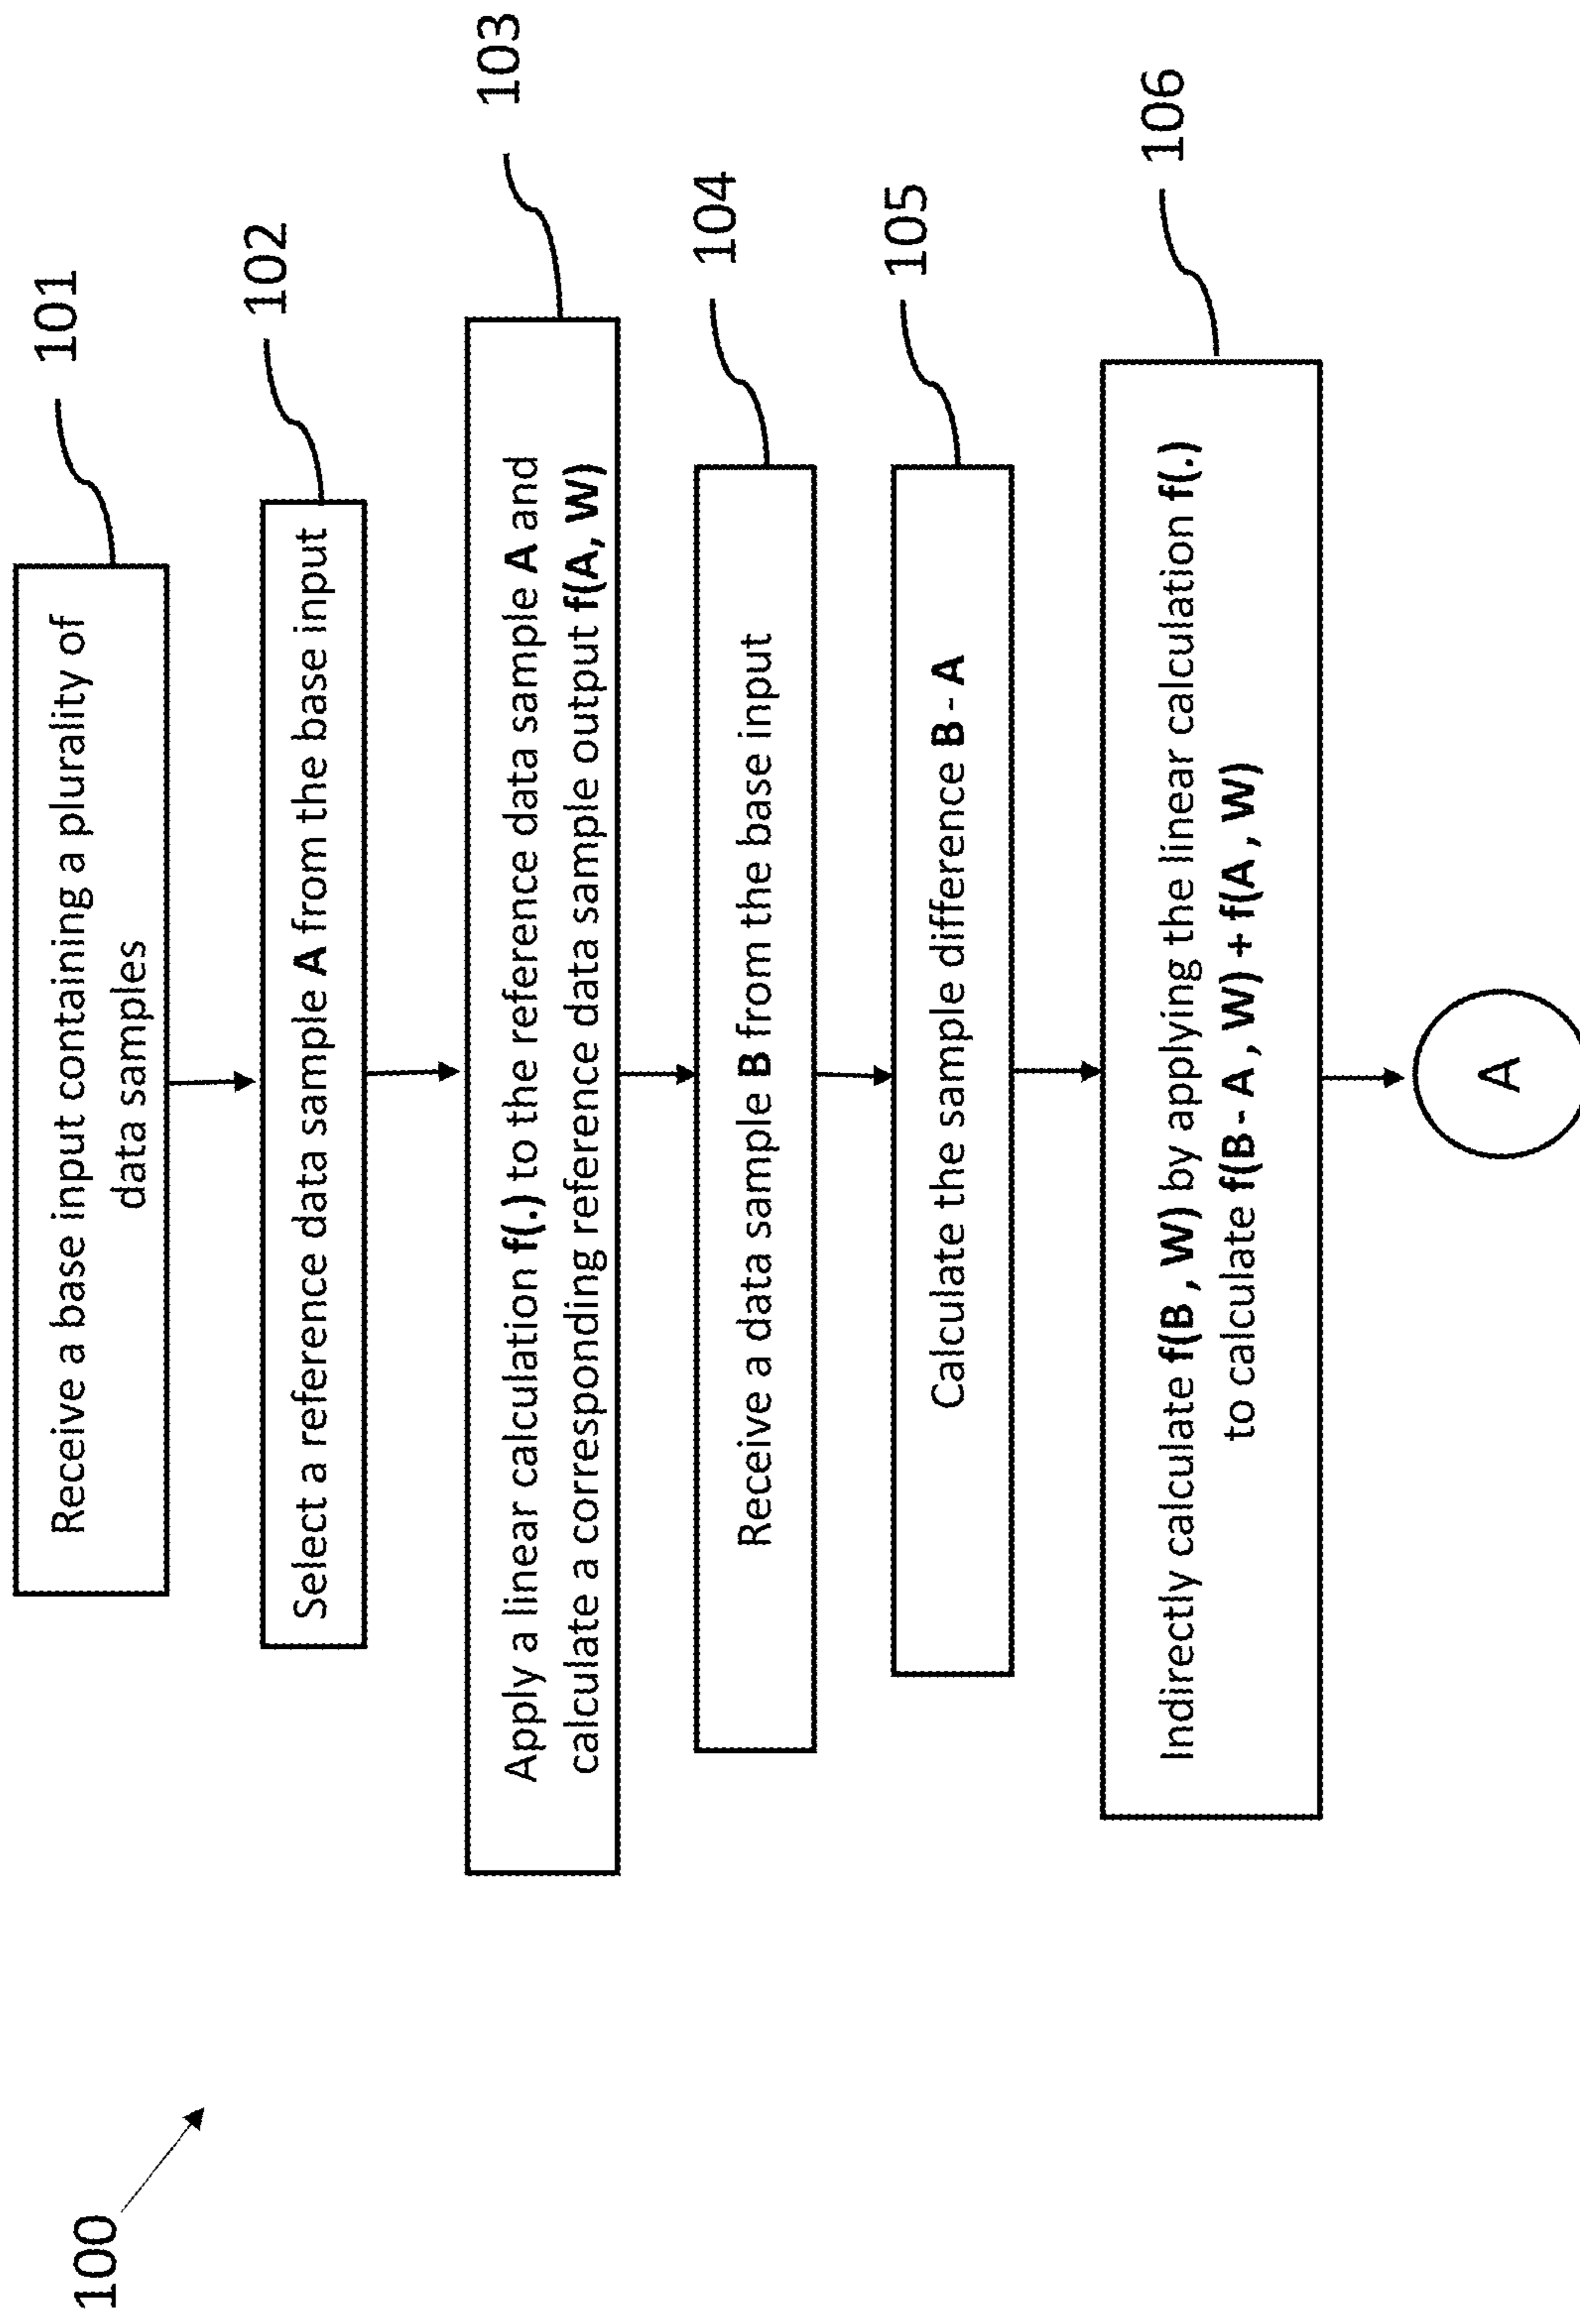 100
101
Receive a base input containing a plurality of
data samples
102
Select a reference data sample A from the base input
103
Apply a linear calculation f(.) to the reference data sample A and
calculate a corresponding reference data sample output f(A, W)
104
Receive a data sample B from the base input
105
Calculate the sample difference B - A
106
Indirectly calculate f(B , W) by applying the linear calculation f(.)
to calculate f(B - A , W) + f(A , W)
A